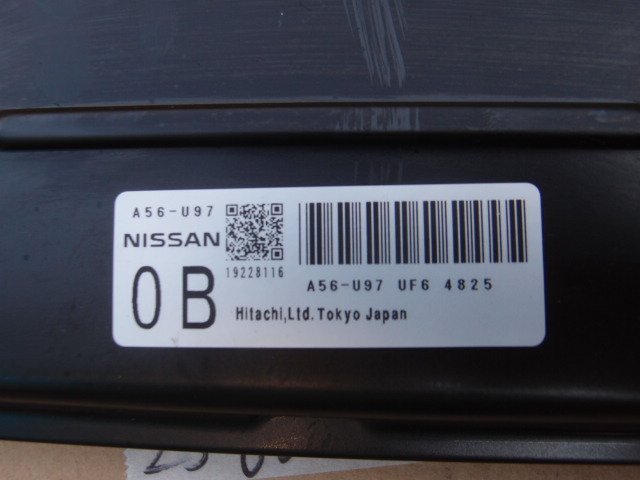 A56-U97
NISSAN
0B
19228116
A56-U97 UF6 4825
Hitachi,Ltd.Tokyo Japan